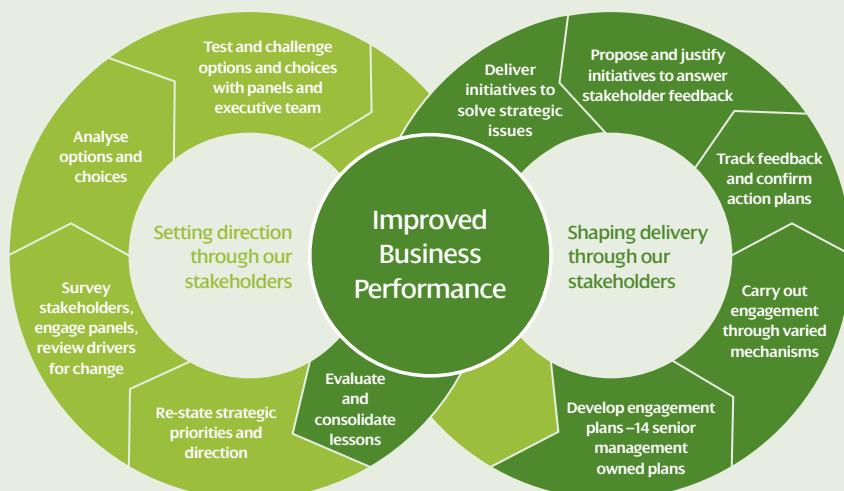 Test and challenge
options and choices
with panels and
executive team
Analyse
options and
choices
Survey
stakeholders,
engage panels,
review drivers
for change
Re-state strategic
priorities and
direction
Evaluate
and
consolidate
lessons
Setting direction
through our
stakeholders
Improved
Business
Performance
Shaping delivery
through our
stakeholders
Deliver
initiatives to
solve strategic
issues
Propose and justify
initiatives to answer
stakeholder feedback
Track feedback
and confirm
action plans
Carry out
engagement
through varied
mechanisms
Develop engagement
plans –14 senior
management
owned plans